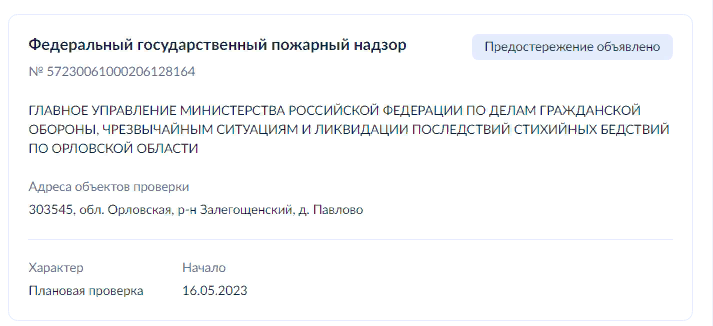 Федеральный государственный пожарный надзор
Предостережение объявлено
№ 57230061000206128164
ГЛАВНОЕ УПРАВЛЕНИЕ МИНИСТЕРСТВА РОССИЙСКОЙ ФЕДЕРАЦИИ ПО ДЕЛАМ ГРАЖДАНСКОЙ
ОБОРОНЫ, ЧРЕЗВЫЧАЙНЫМ СИТУАЦИЯМ И ЛИКВИДАЦИИ ПОСЛЕДСТВИЙ СТИХИЙНЫХ БЕДСТВИЙ
ПО ОРЛОВСКОЙ ОБЛАСТИ
Адреса объектов проверки
303545, обл. Орловская, р-н Залегощенский, д. Павлово
Характер
Начало
Плановая проверка
16.05.2023